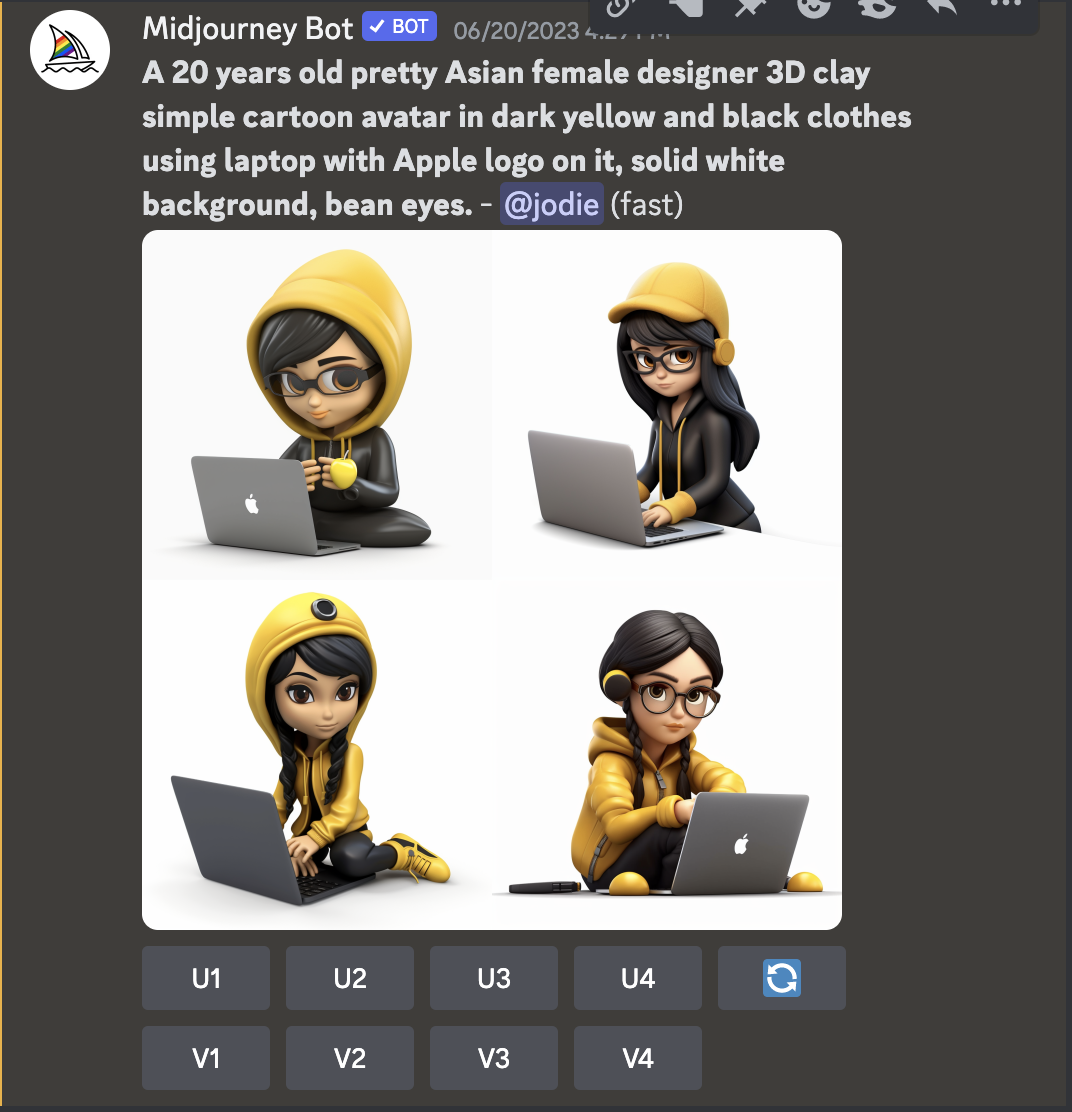 Midjourney Bot ✓ BOT 06/20/2023
A 20 years old pretty Asian female designer 3D clay
simple cartoon avatar in dark yellow and black clothes
using laptop with Apple logo on it, solid white
background, bean eyes. - @jodie (fast)
U1 U2 U3 U4
V1 V2 V3 V4